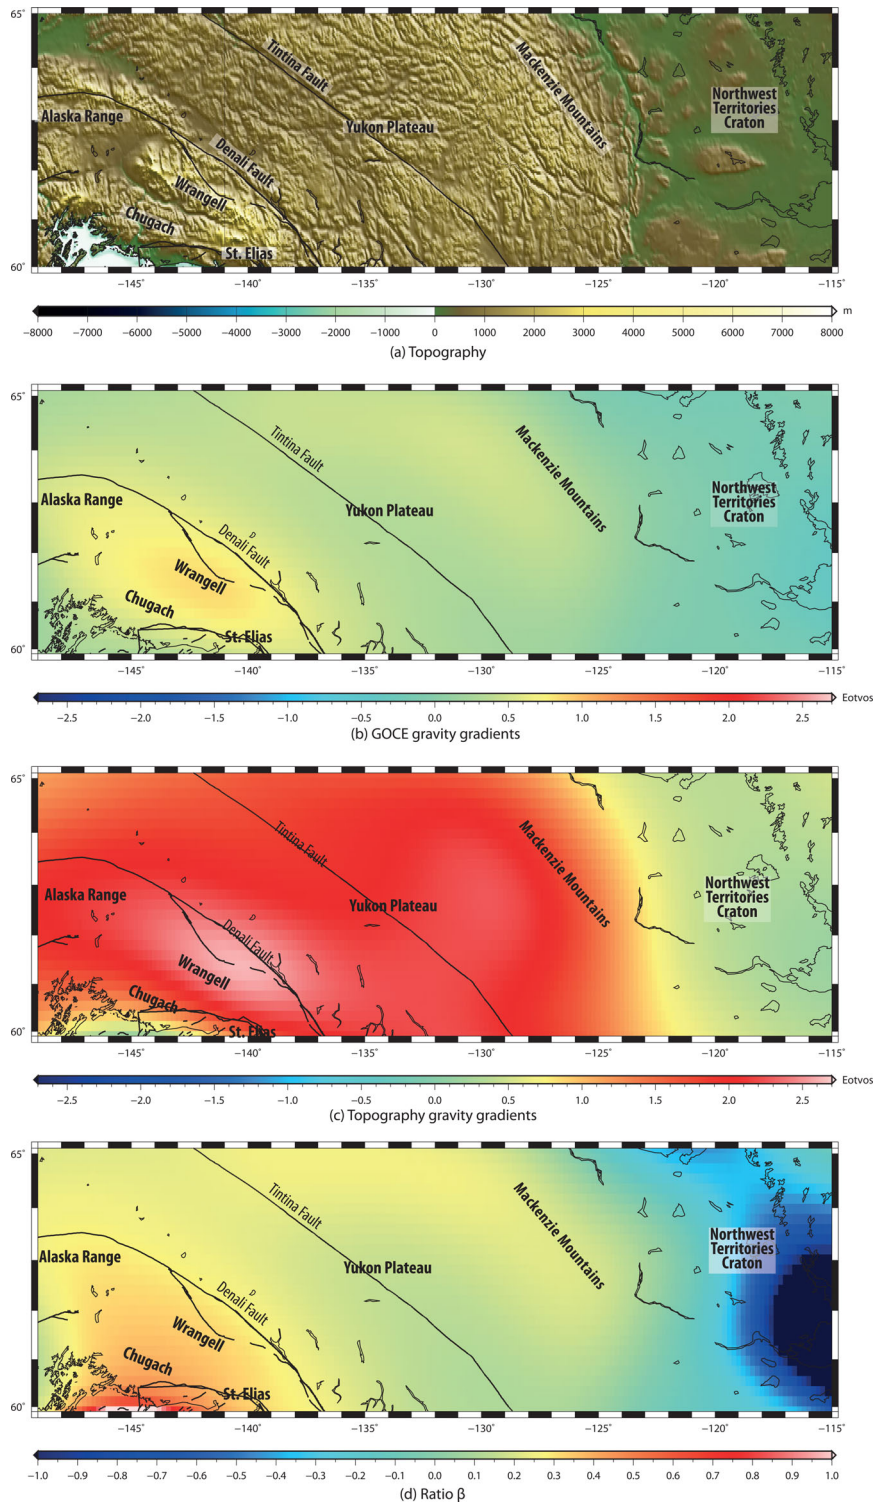 65°
Tintina Fault
Mackenzie Mountains
Northwest
Territories
Craton
Alaska Range
Yukon Plateau
Denali Fault
Wrangell
Chugach
St. Elias
60°
−145° −140° −135° −130° −125° −120° −115°
m
−8000 −7000 −6000 −5000 −4000 −3000 −2000 −1000 0 1000 2000 3000 4000 5000 6000 7000 8000
(a) Topography
65°
Tintina Fault
Mackenzie Mountains
Northwest
Territories
Craton
Alaska Range
Yukon Plateau
Denali Fault
Wrangell
Chugach
St. Elias
60°
−145° −140° −135° −130° −125° −120° −115°
Eotvos
−2.5 −2.0 −1.5 −1.0 −0.5 0.0 0.5 1.0 1.5 2.0 2.5
(b) GOCE gravity gradients
65°
Tintina Fault
Mackenzie Mountains
Northwest
Territories
Craton
Alaska Range
Yukon Plateau
Denali Fault
Wrangell
Chugach
St. Elias
60°
−145° −140° −135° −130° −125° −120° −115°
Eotvos
−2.5 −2.0 −1.5 −1.0 −0.5 0.0 0.5 1.0 1.5 2.0 2.5
(c) Topography gravity gradients
65°
Tintina Fault
Mackenzie Mountains
Northwest
Territories
Craton
Alaska Range
Yukon Plateau
Denali Fault
Wrangell
Chugach
St. Elias
60°
−145° −140° −135° −130° −125° −120° −115°
−1.0 −0.9 −0.8 −0.7 −0.6 −0.5 −0.4 −0.3 −0.2 −0.1 −0.0 0.1 0.2 0.3 0.4 0.5 0.6 0.7 0.8 0.9 1.0
(d) Ratio β